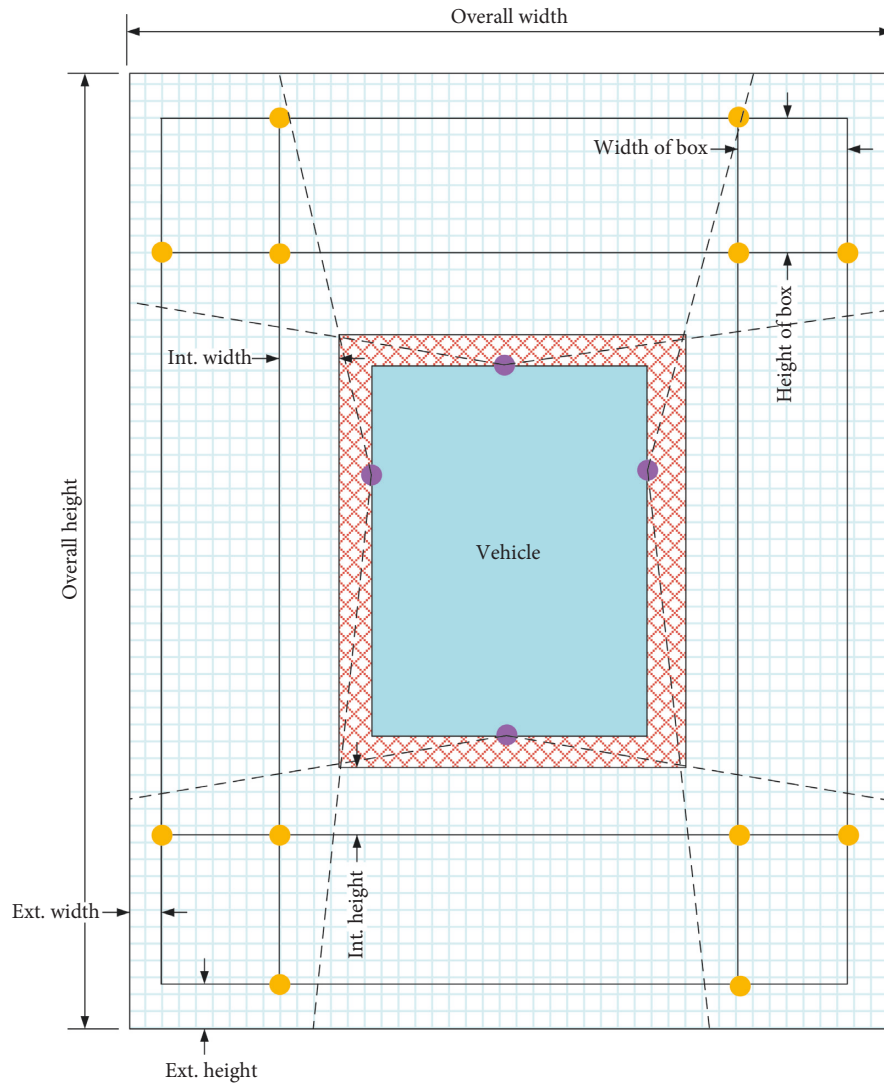 Overall width
Width of box
Height of box
Int. width
Overall height
Vehicle
Int. height
Ext. width
Ext. height